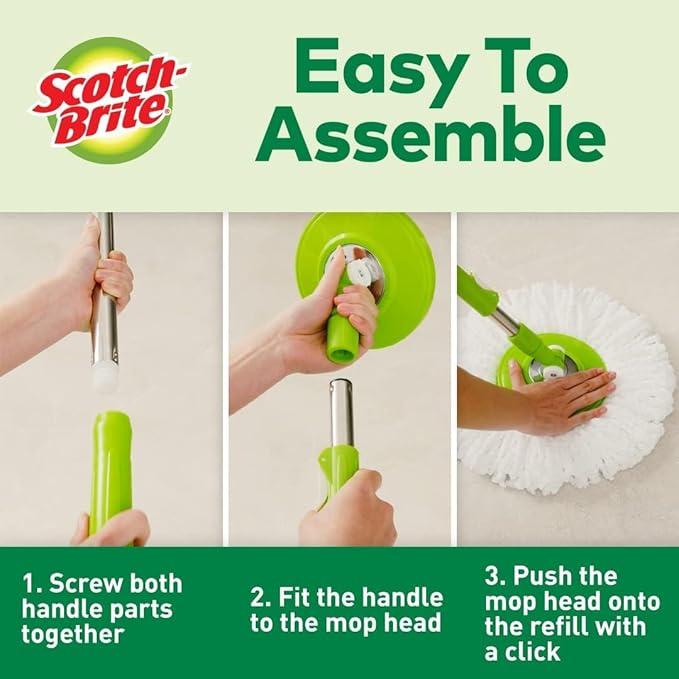 Scotch-
Brite
Easy To
Assemble
1. Screw both
handle parts
together
2. Fit the handle
to the mop head
3. Push the
mop head onto
the refill with
a click